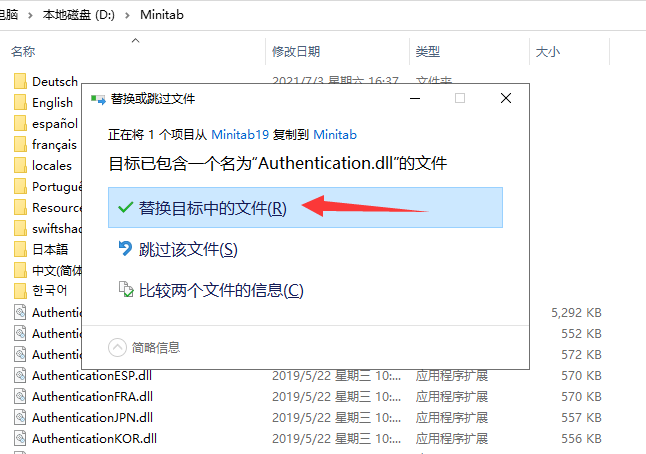 电脑 › 本地磁盘 (D:) › Minitab
名称 修改日期 类型 大小
Deutsch 2021/7/3 星期六 16:37 文件夹
English
español
français
locales
Portugu
Resource
swiftshad
日本語
中文(简体
한국어
替换或跳过文件
正在将 1 个项目从 Minitab19 复制到 Minitab
目标已包含一个名为“Authentication.dll”的文件
替换目标中的文件(R)
跳过该文件(S)
比较两个文件的信息(C)
简略信息
Authentic 5,292 KB
Authentic 552 KB
Authentic 572 KB
AuthenticationESP.dll 2019/5/22 星期三 10:... 应用程序扩展 570 KB
AuthenticationFRA.dll 2019/5/22 星期三 10:... 应用程序扩展 570 KB
AuthenticationJPN.dll 2019/5/22 星期三 10:... 应用程序扩展 557 KB
AuthenticationKOR.dll 2019/5/22 星期三 10:... 应用程序扩展 556 KB